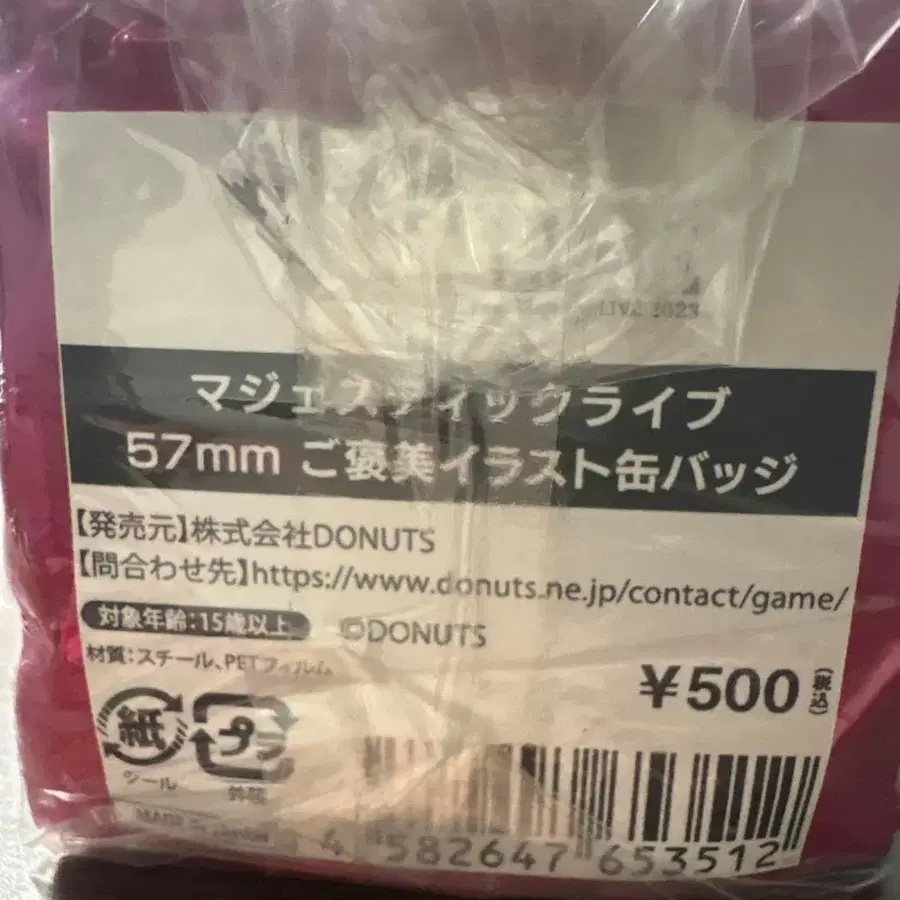 LIVE 2023
マジェスティックライブ
57mm ご褒美イラスト缶バッジ
【発売元】株式会社DONUTS
【問合わせ先】https://www.donuts.ne.jp/contact/game/
対象年齢:15歳以上 ©DONUTS
材質:スチール、PETフィルム
¥500(税込)
紙 プラ
シール 外装
MADE IN JAPAN
4 582647 653512